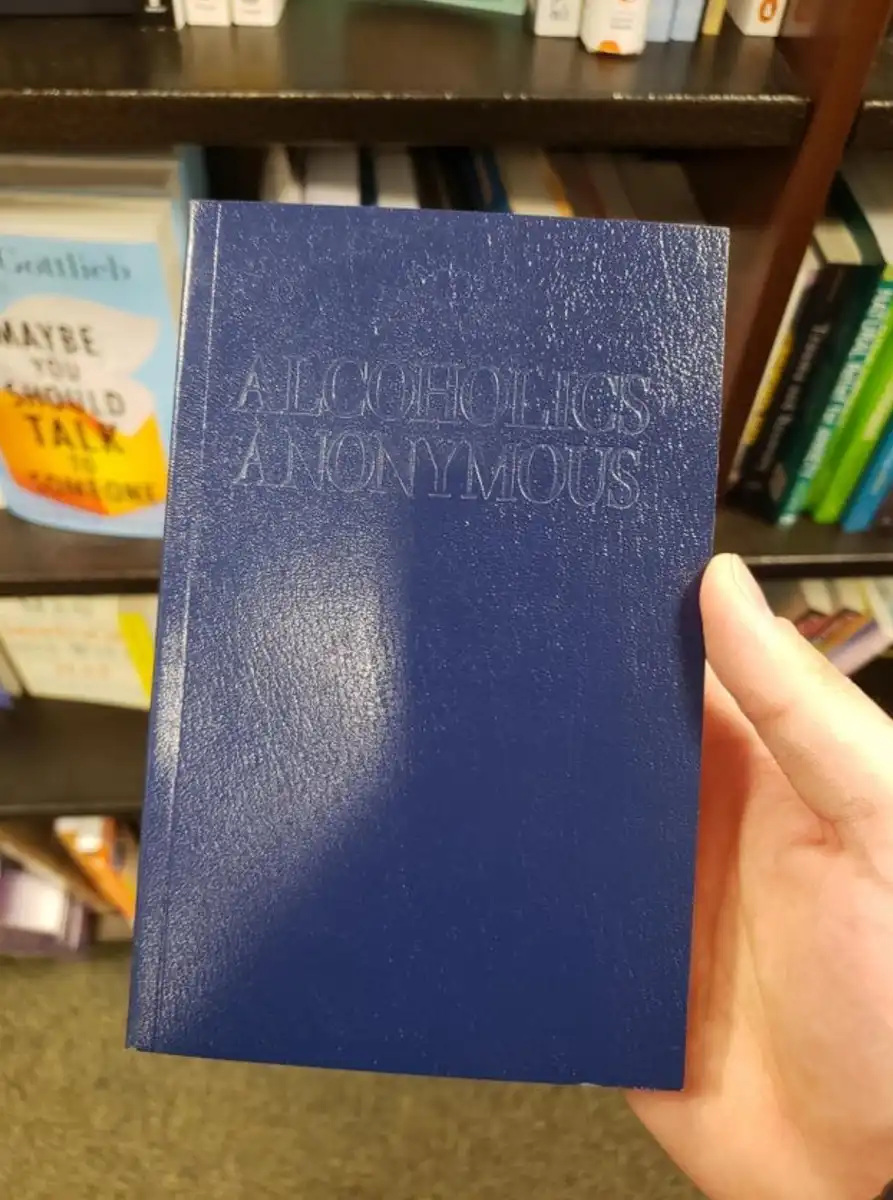 ALCOHOLICS
ANONYMOUS
Gottlieb
MAYBE
YOU
SHOULD
TALK
TO
SOMEONE